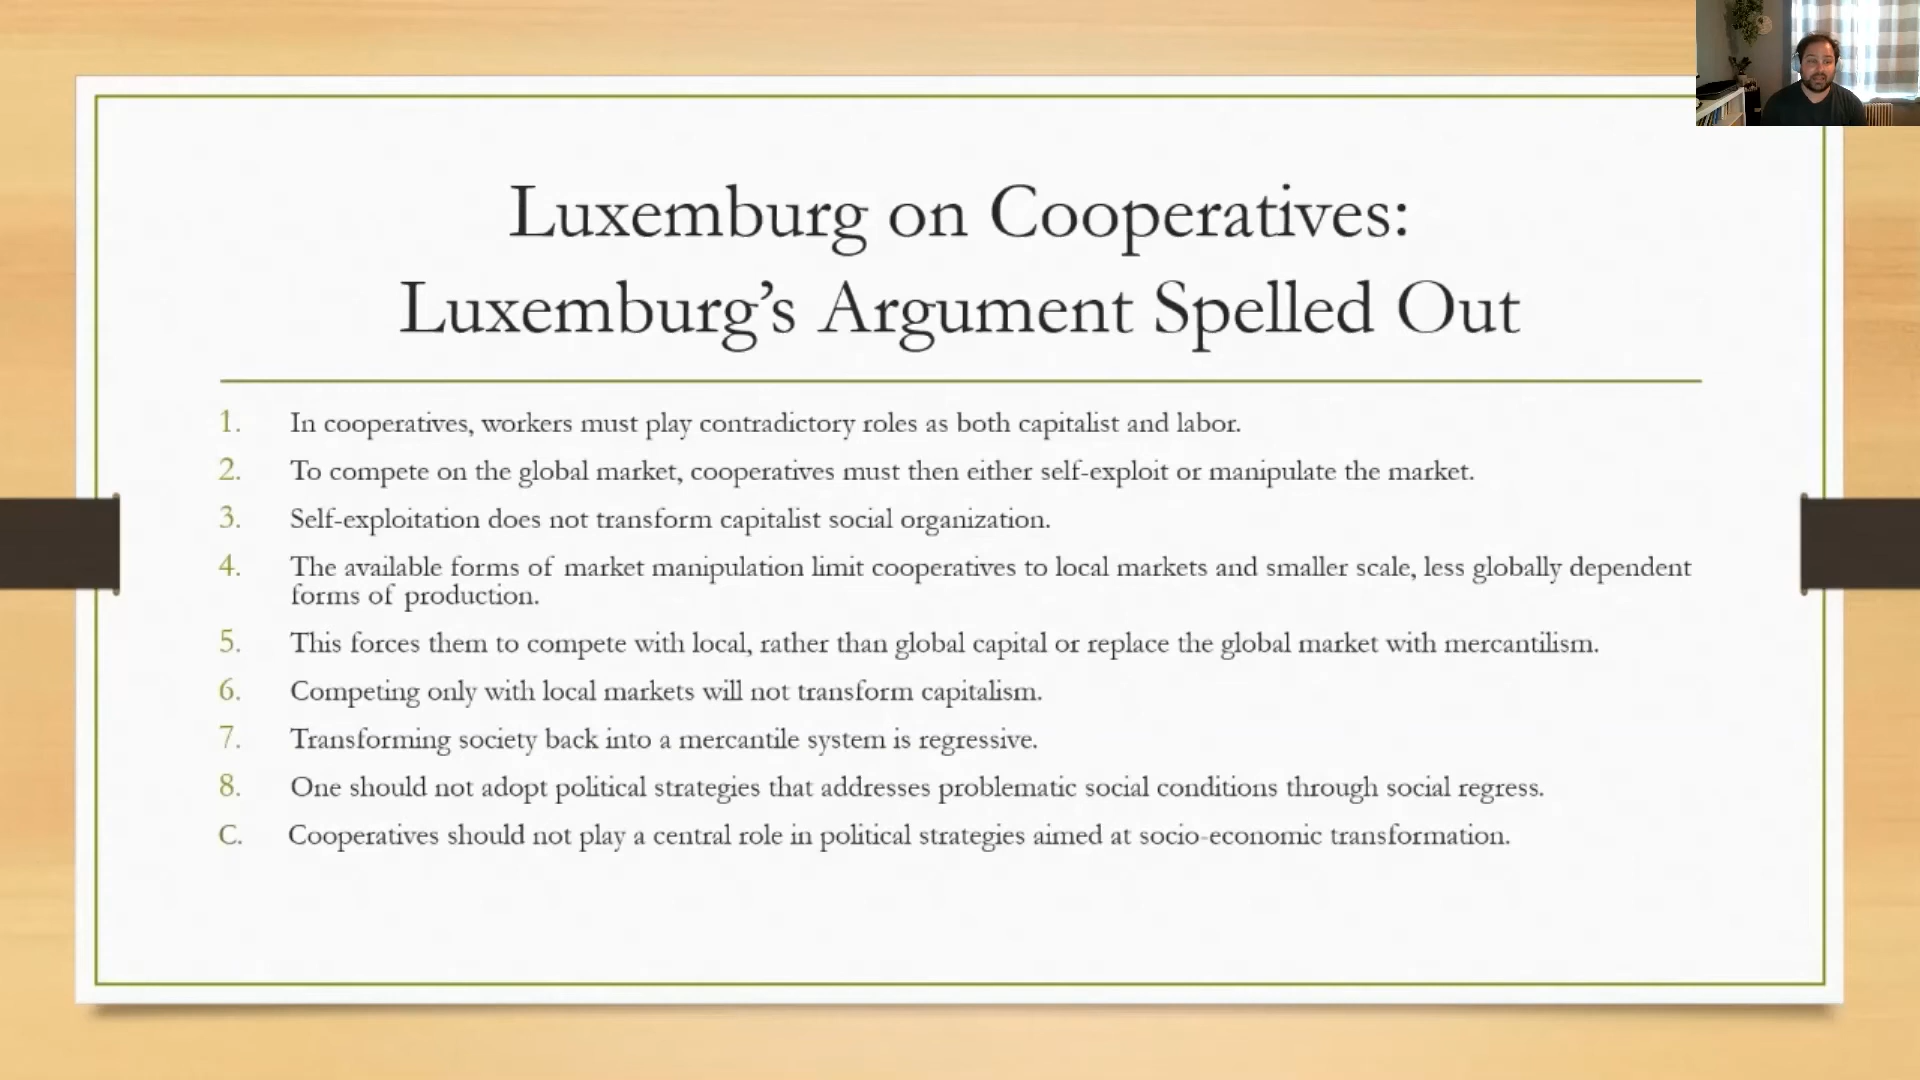 Luxemburg on Cooperatives:
Luxemburg’s Argument Spelled Out
1. In cooperatives, workers must play contradictory roles as both capitalist and labor.
2. To compete on the global market, cooperatives must then either self-exploit or manipulate the market.
3. Self-exploitation does not transform capitalist social organization.
4. The available forms of market manipulation limit cooperatives to local markets and smaller scale, less globally dependent
forms of production.
5. This forces them to compete with local, rather than global capital or replace the global market with mercantilism.
6. Competing only with local markets will not transform capitalism.
7. Transforming society back into a mercantile system is regressive.
8. One should not adopt political strategies that addresses problematic social conditions through social regress.
C. Cooperatives should not play a central role in political strategies aimed at socio-economic transformation.